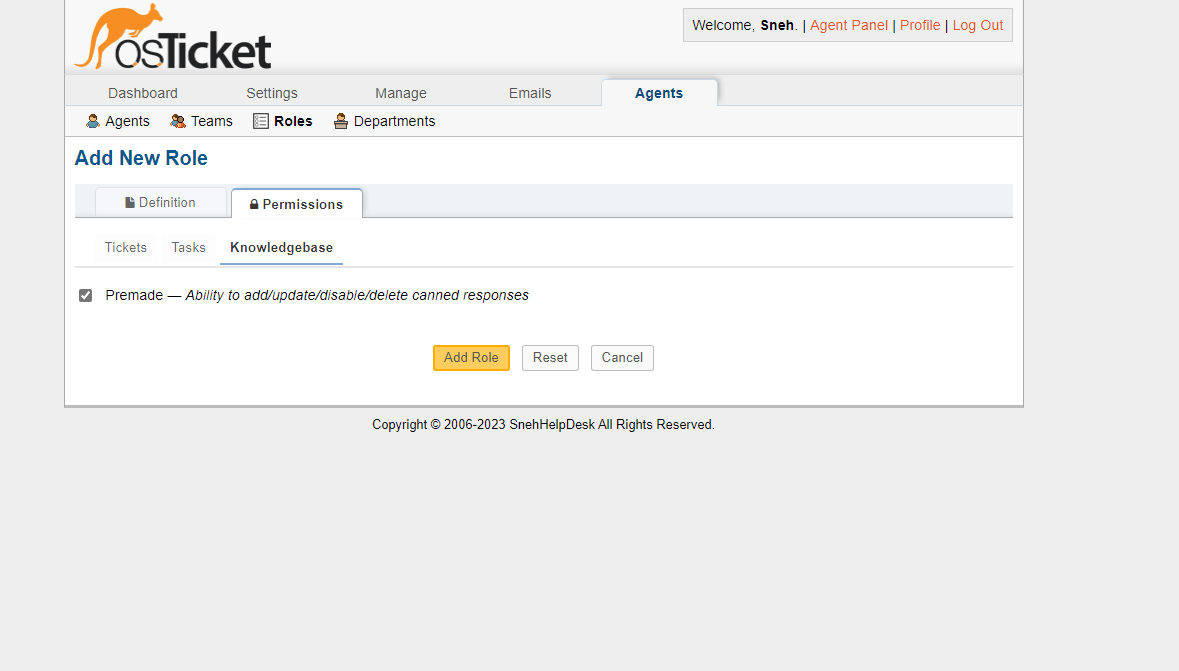 osTicket
Welcome, Sneh. | Agent Panel | Profile | Log Out
Dashboard Settings Manage Emails Agents
Agents Teams Roles Departments
Add New Role
Definition Permissions
Tickets Tasks Knowledgebase
Premade — Ability to add/update/disable/delete canned responses
Add Role Reset Cancel
Copyright © 2006-2023 SnehHelpDesk All Rights Reserved.